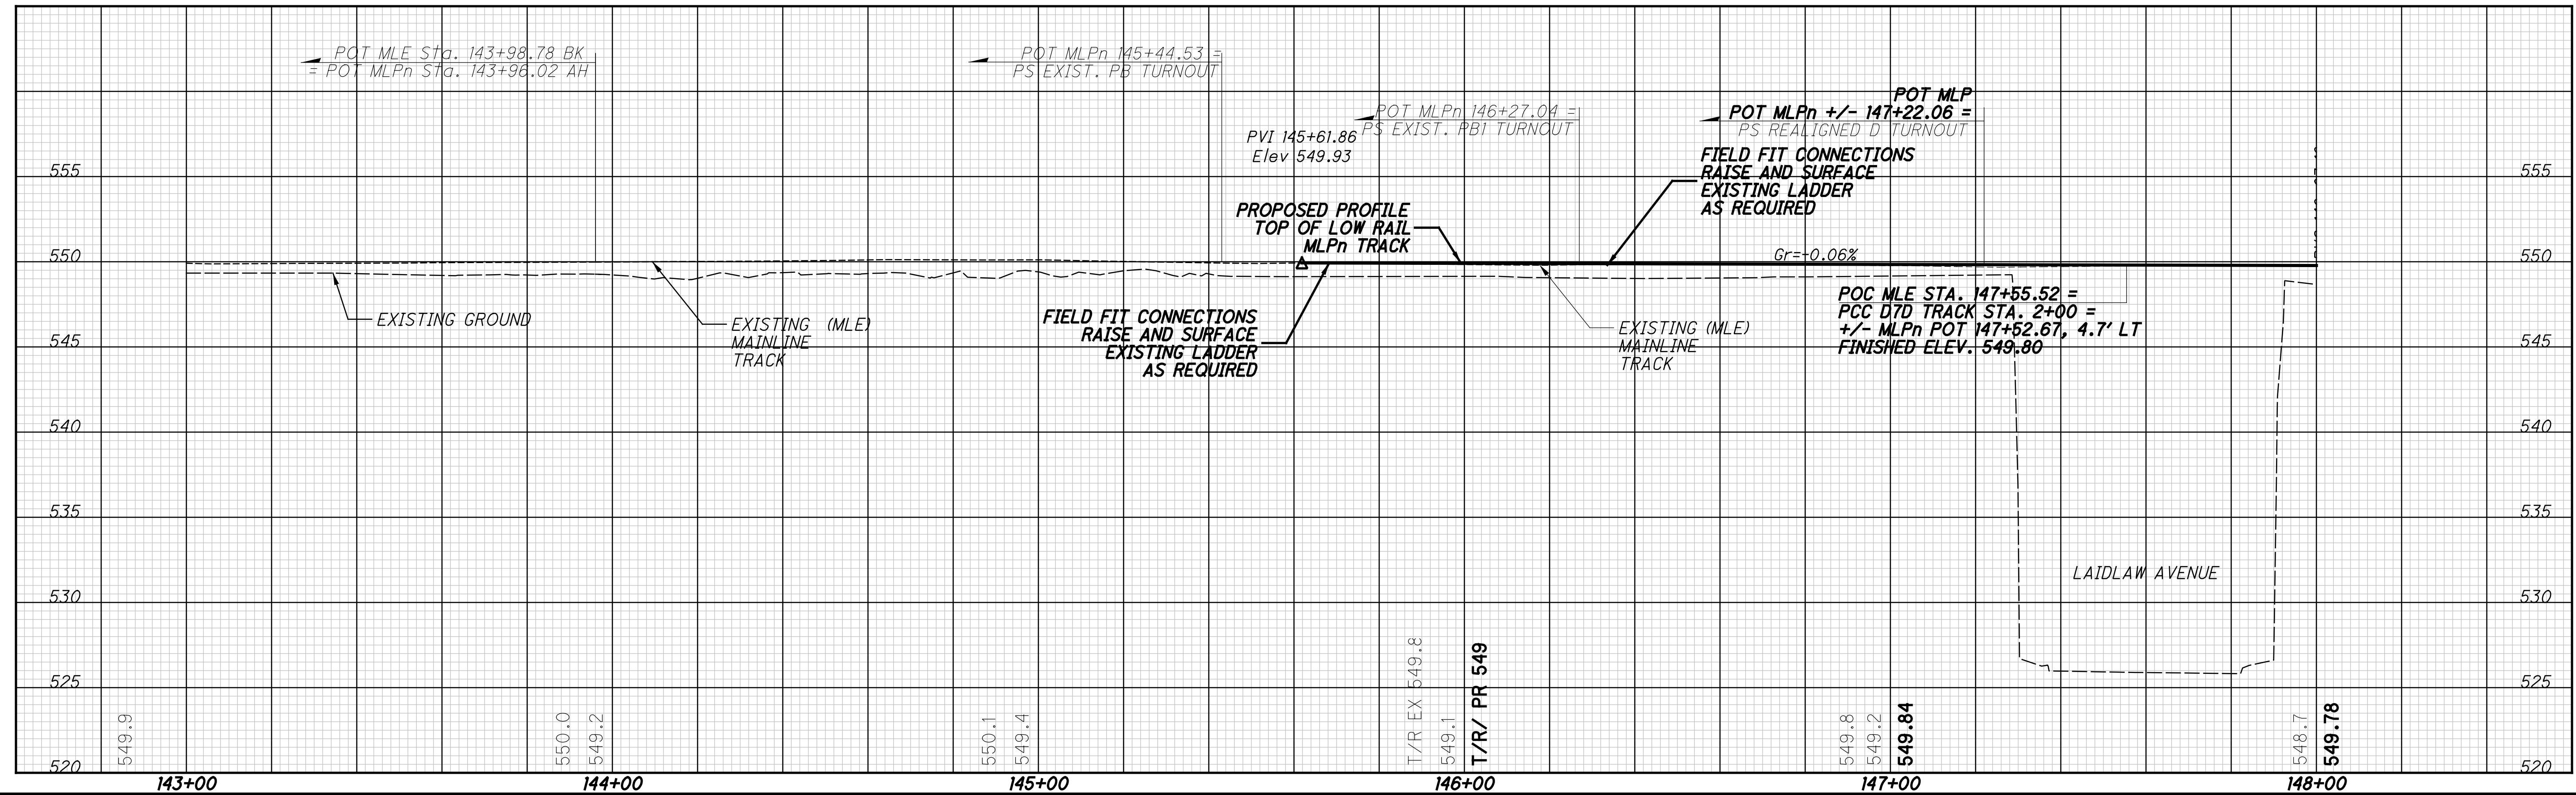 POT MLE Sta. 143+98.78 BK
= POT MLPn Sta. 143+96.02 AH
POT MLPn 145+44.53 =
PS EXIST. PB TURNOUT
POT MLPn 146+27.04 =
PS EXIST. PB1 TURNOUT
POT MLP
POT MLPn +/- 147+22.06 =
PS REALIGNED D TURNOUT
PVI 145+61.86
Elev 549.93
FIELD FIT CONNECTIONS
RAISE AND SURFACE
EXISTING LADDER
AS REQUIRED
PROPOSED PROFILE
TOP OF LOW RAIL
MLPn TRACK
Gr=-0.06%
555
555
550
550
545
545
540
540
535
535
530
530
525
525
520
520
EXISTING GROUND
EXISTING (MLE)
MAINLINE
TRACK
FIELD FIT CONNECTIONS
RAISE AND SURFACE
EXISTING LADDER
AS REQUIRED
EXISTING (MLE)
MAINLINE
TRACK
POC MLE STA. 147+55.52 =
PCC D7D TRACK STA. 2+00 =
+/- MLPn POT 147+52.67, 4.7' LT
FINISHED ELEV. 549.80
LAIDLAW AVENUE
549.9
550.0
549.2
550.1
549.4
T/R EX 549.8
549.1
T/R/ PR 549
549.8
549.2
549.84
548.7
549.78
143+00
144+00
145+00
146+00
147+00
148+00